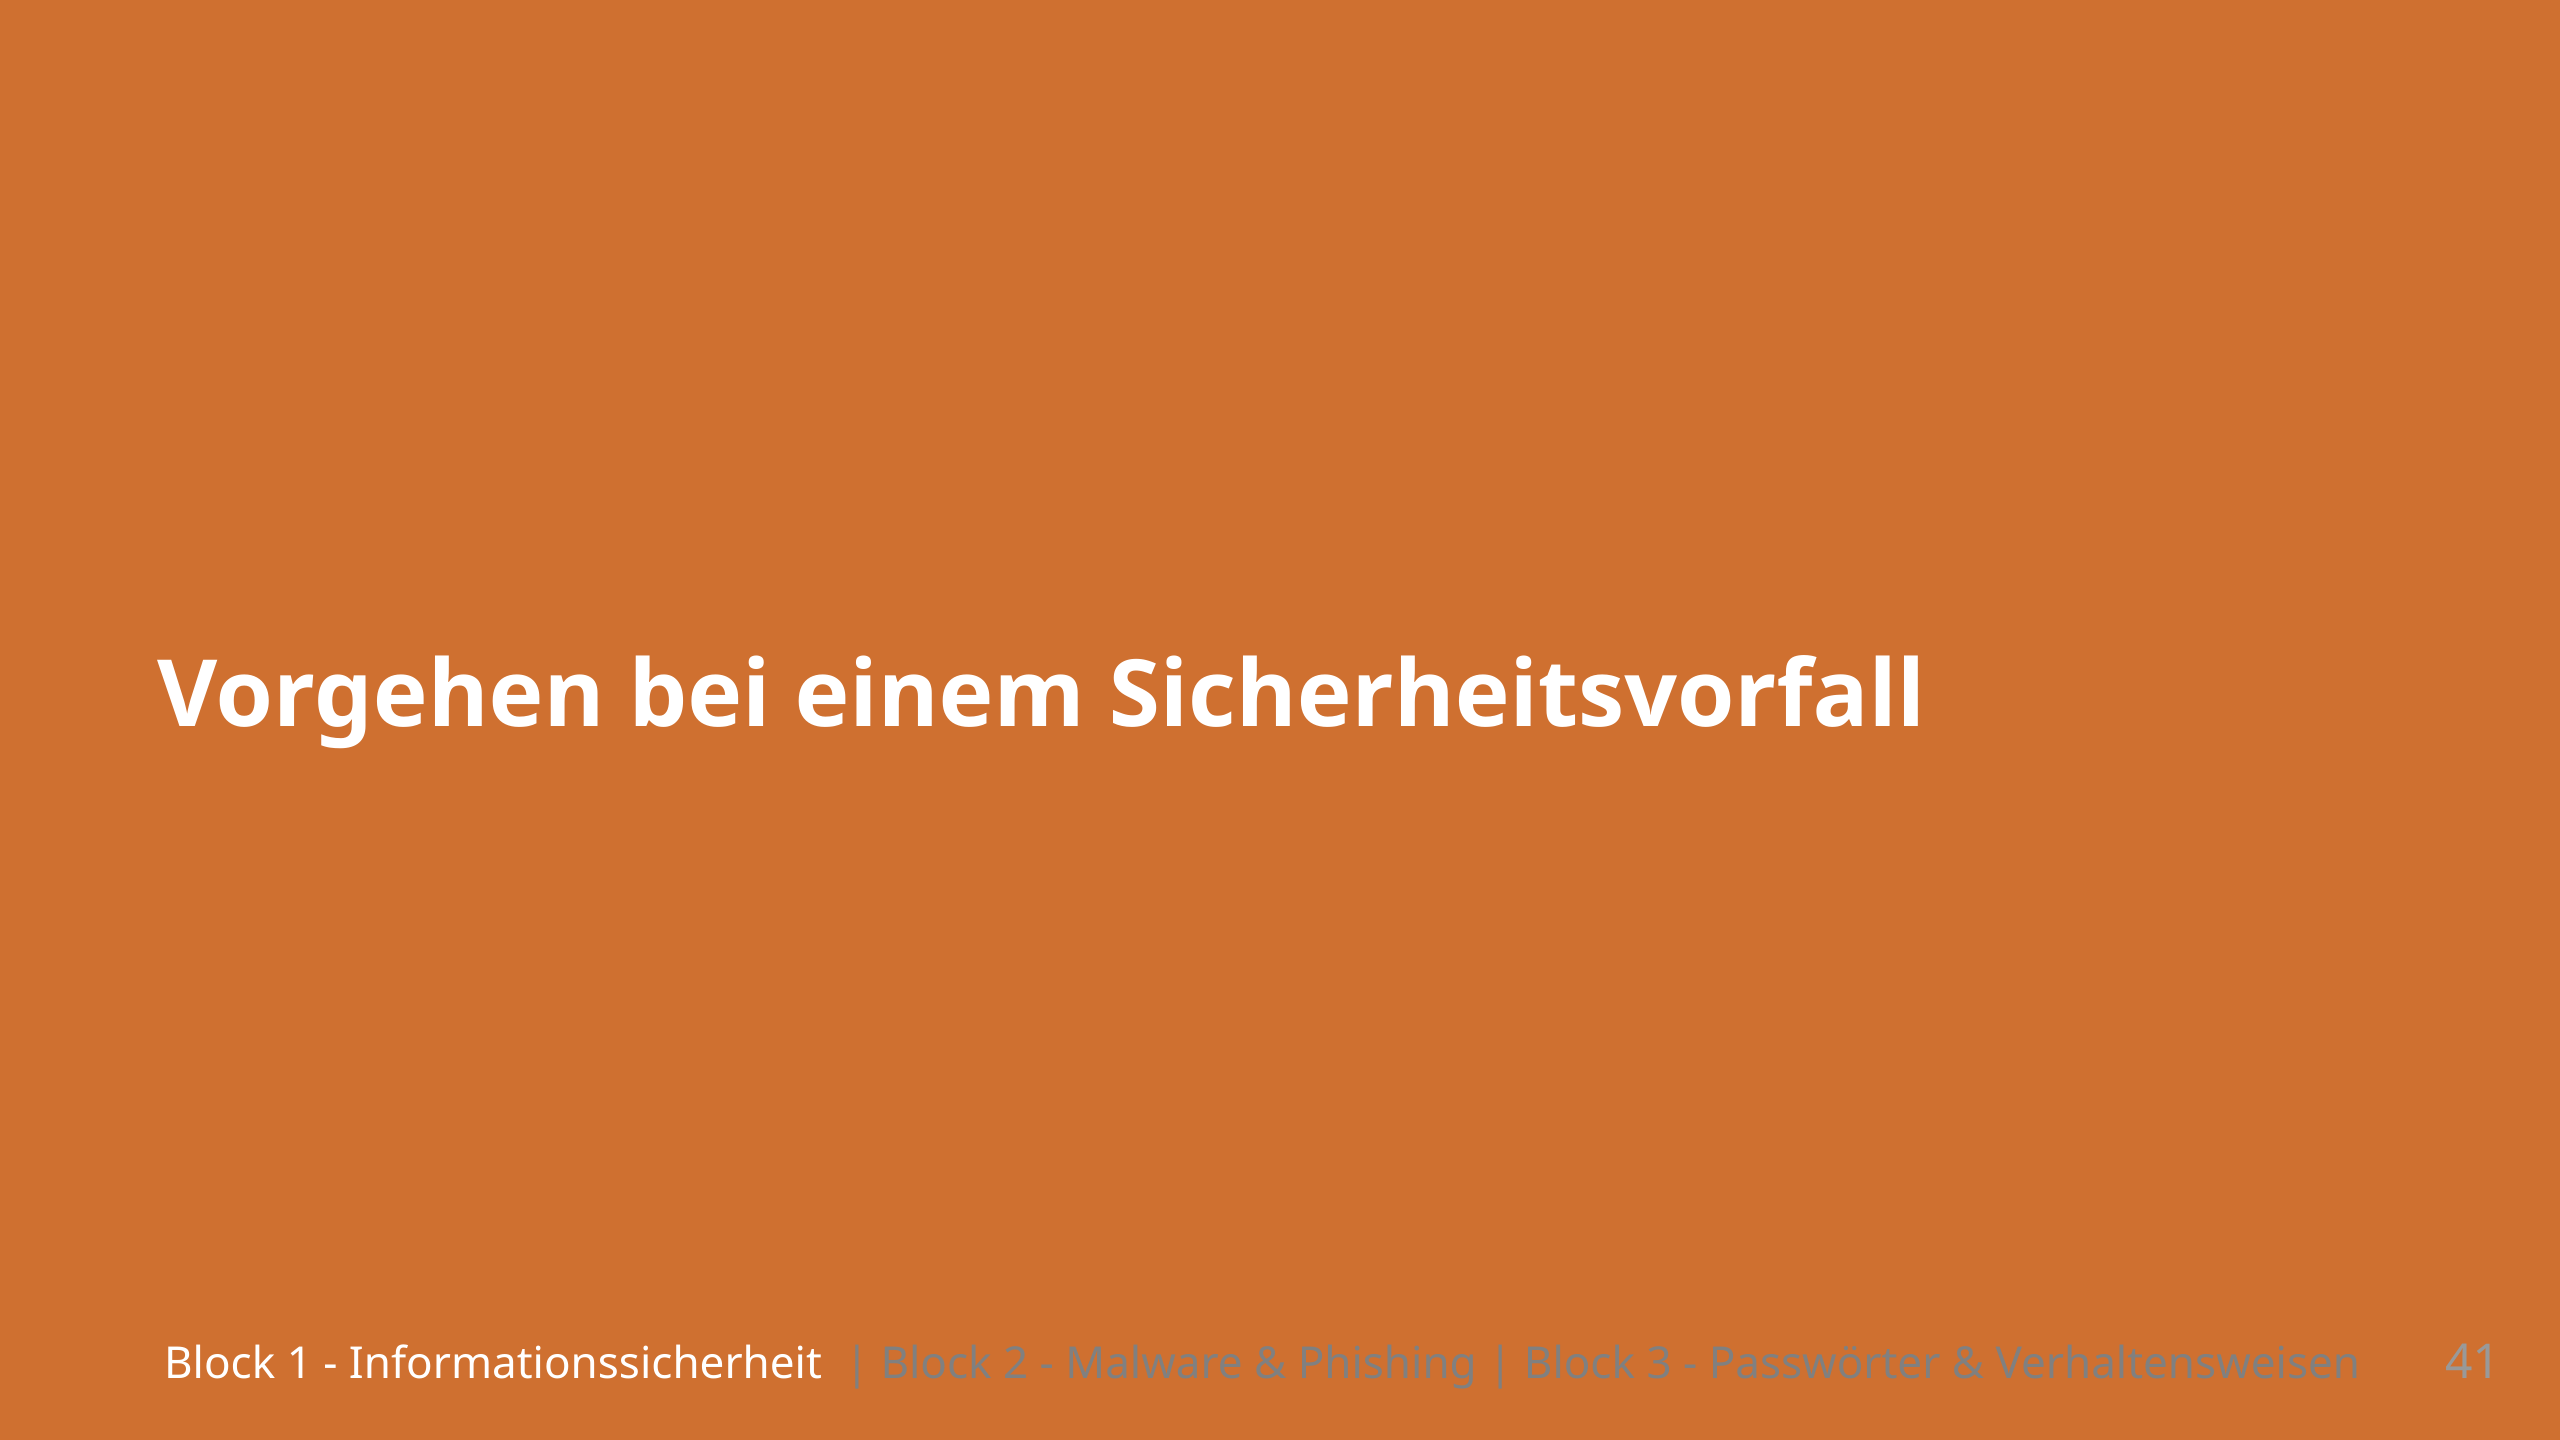 Vorgehen bei einem Sicherheitsvorfall
Block 1 - Informationssicherheit | Block 2 - Malware & Phishing | Block 3 - Passwörter & Verhaltensweisen 41